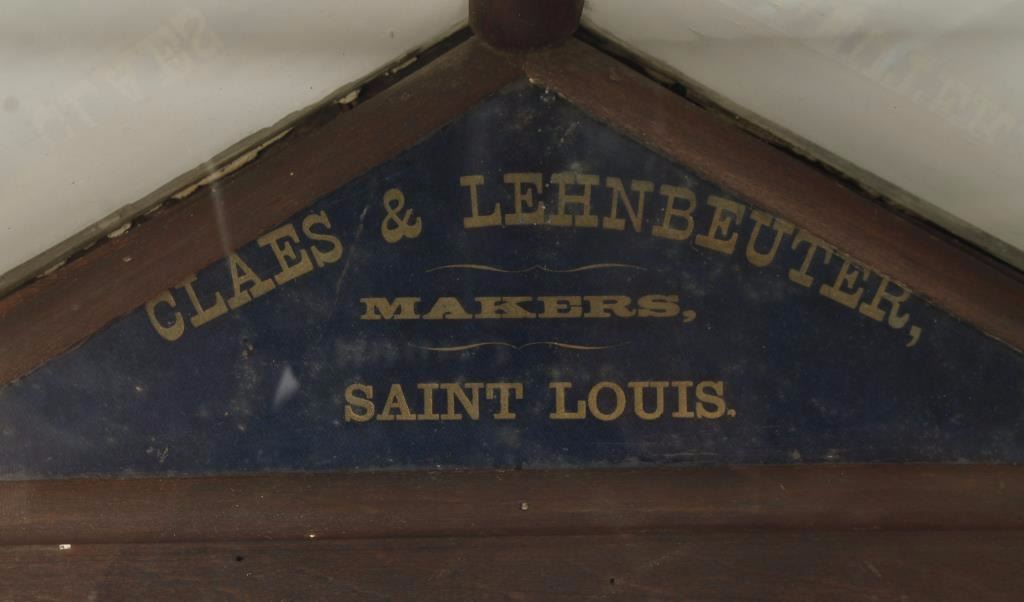 CLAES & LEHNBEUTER,
MAKERS,
SAINT LOUIS.